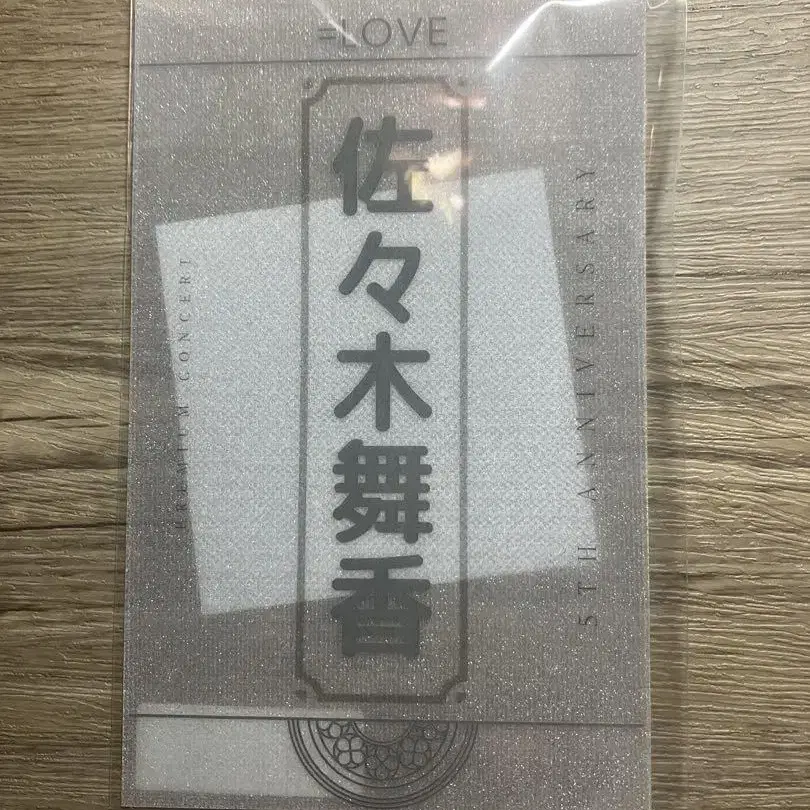 =LOVE
佐々木舞香
PREMIUM CONCERT
5TH ANNIVERSARY